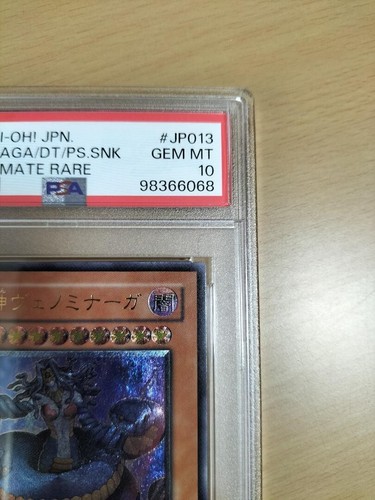 I-OH! JPN. #JP013
AGA/DT/PS.SNK GEM MT
MATE RARE 10
PSA 98366068
神ヴェノミナーガ 闇